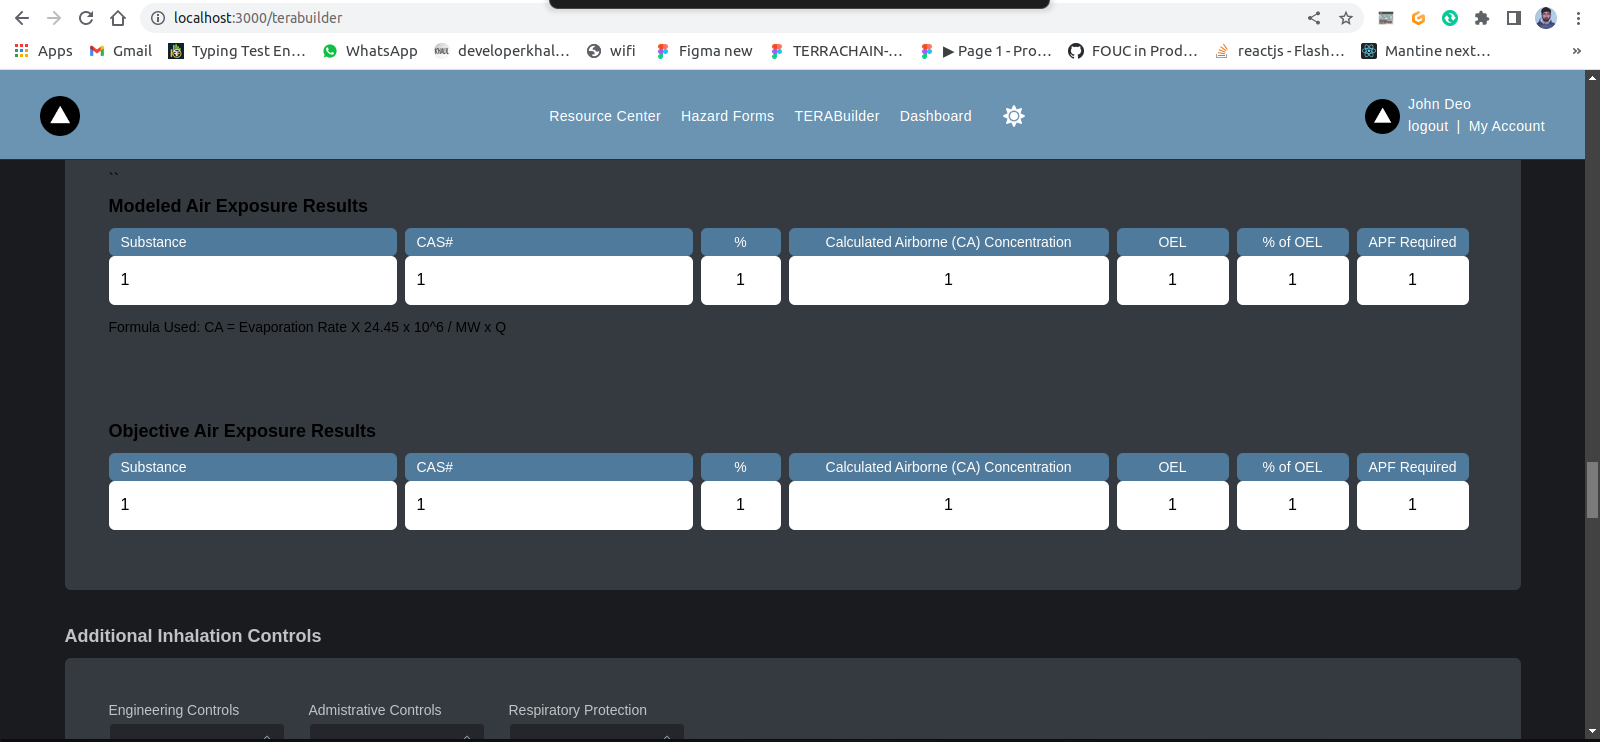 localhost:3000/terabuilder
Apps Gmail Typing Test En... WhatsApp developerkhal... wifi Figma new TERRACHAIN-... ▶ Page 1 - Pro... FOUC in Prod... reactjs - Flash... Mantine next... »
Resource Center Hazard Forms TERABuilder Dashboard
John Deo
logout | My Account
``
Modeled Air Exposure Results
Substance CAS# % Calculated Airborne (CA) Concentration OEL % of OEL APF Required
1 1 1 1 1 1 1
Formula Used: CA = Evaporation Rate X 24.45 x 10^6 / MW x Q
Objective Air Exposure Results
Substance CAS# % Calculated Airborne (CA) Concentration OEL % of OEL APF Required
1 1 1 1 1 1 1
Additional Inhalation Controls
Engineering Controls Admistrative Controls Respiratory Protection